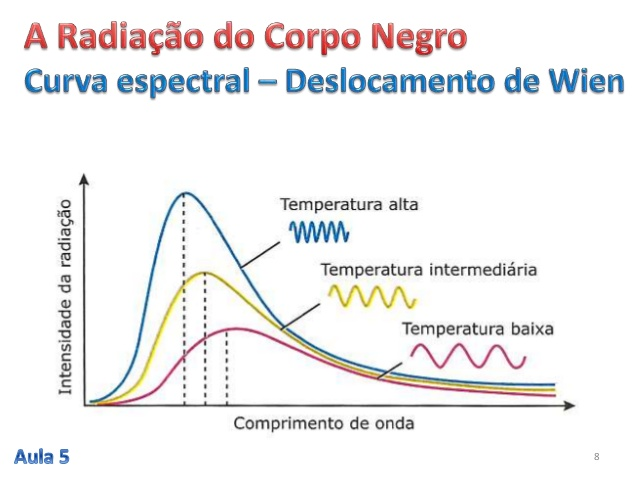 A Radiação do Corpo Negro
Curva espectral – Deslocamento de Wien
Intensidade da radiação
Temperatura alta
Temperatura intermediária
Temperatura baixa
Comprimento de onda
Aula 5
8